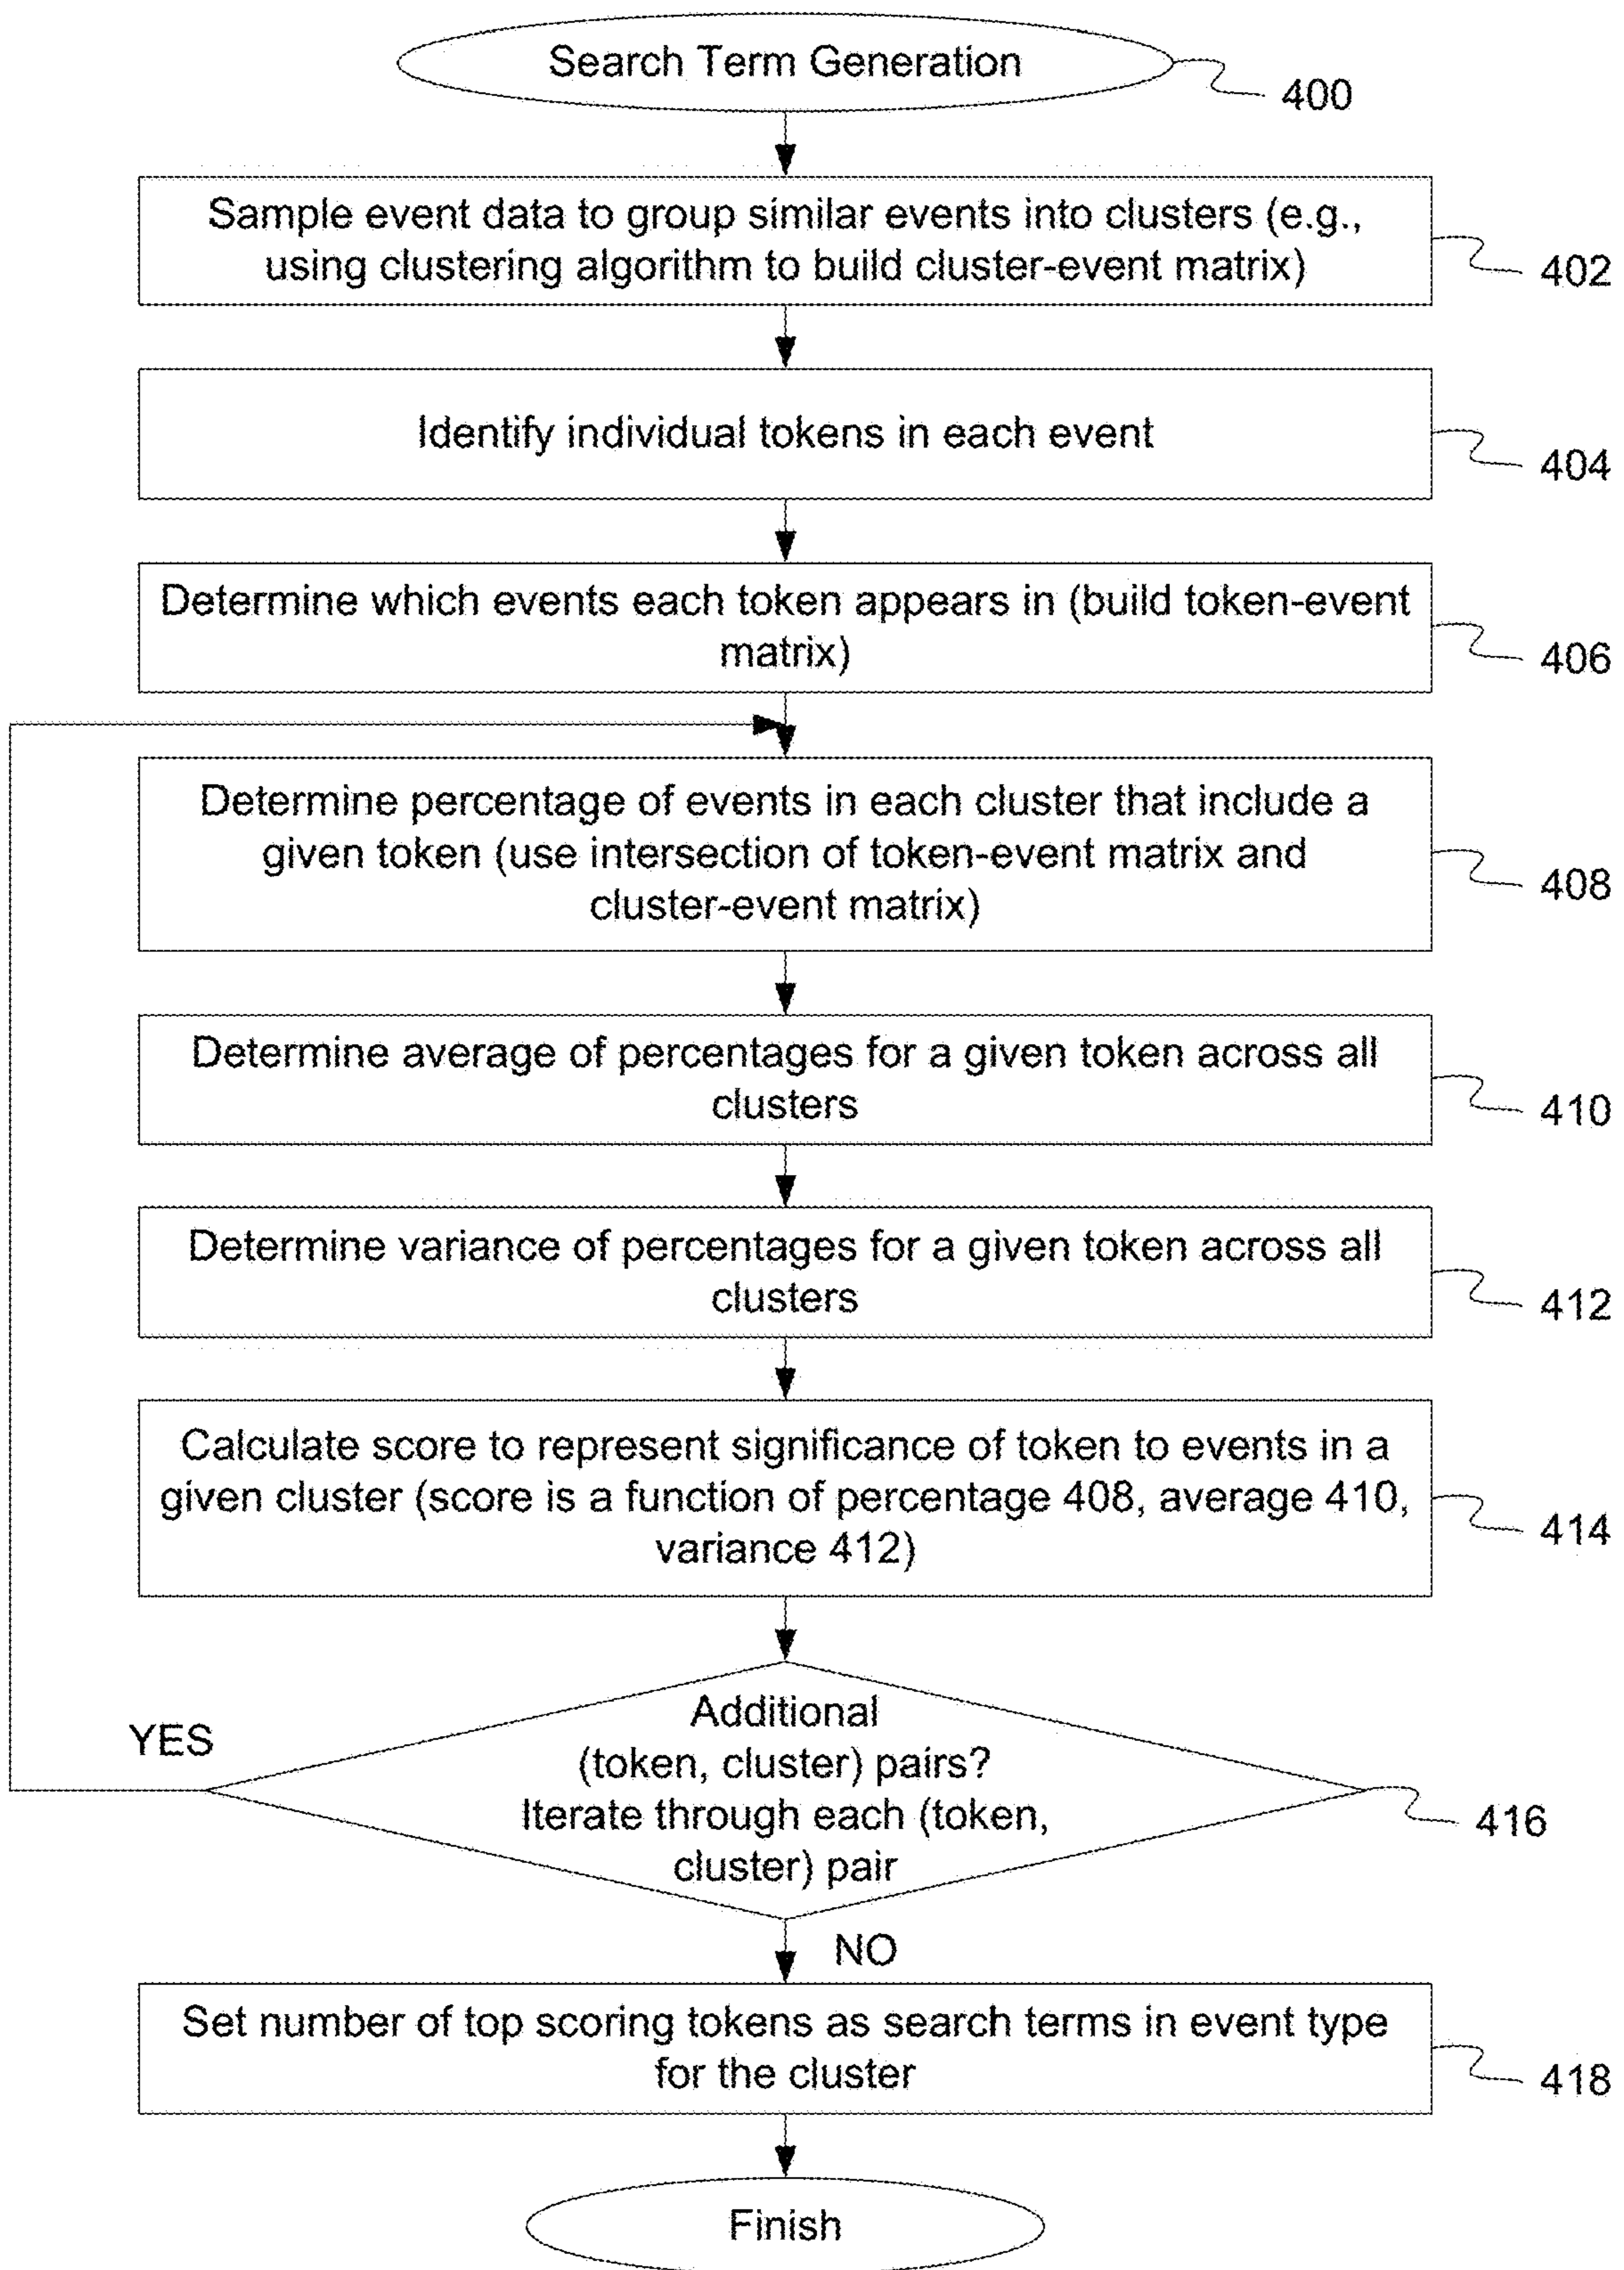 Search Term Generation
400
Sample event data to group similar events into clusters (e.g.,
using clustering algorithm to build cluster-event matrix)
402
Identify individual tokens in each event
404
Determine which events each token appears in (build token-event
matrix)
406
Determine percentage of events in each cluster that include a
given token (use intersection of token-event matrix and
cluster-event matrix)
408
Determine average of percentages for a given token across all
clusters
410
Determine variance of percentages for a given token across all
clusters
412
Calculate score to represent significance of token to events in a
given cluster (score is a function of percentage 408, average 410,
variance 412)
414
YES
Additional
(token, cluster) pairs?
Iterate through each (token,
cluster) pair
416
NO
Set number of top scoring tokens as search terms in event type
for the cluster
418
Finish